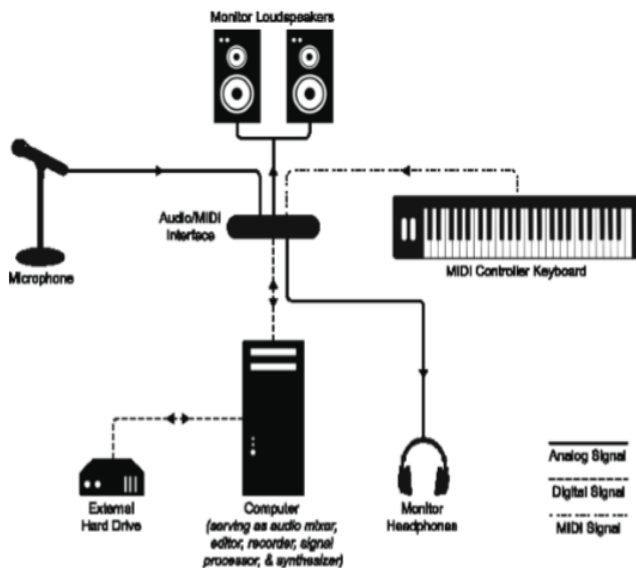 Monitor Loudspeakers
Audio/MIDI
Interface
Microphone
MIDI Controller Keyboard
External
Hard Drive
Computer
(serving as audio mixer,
editor, recorder, signal
processor, & synthesizer)
Monitor
Headphones
Analog Signal
Digital Signal
MIDI Signal